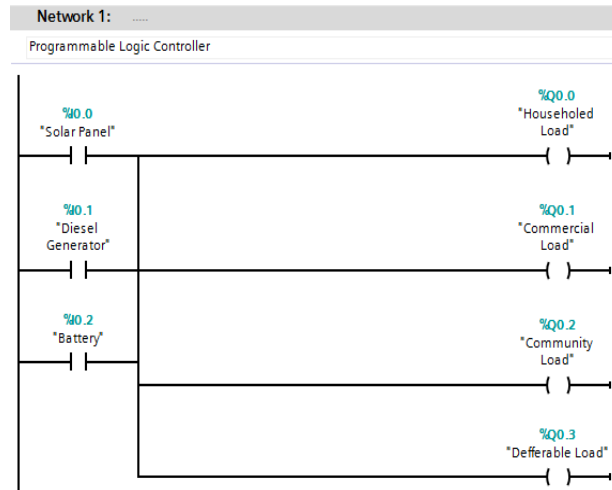 Network 1: .....
Programmable Logic Controller
%I0.0
"Solar Panel"
%Q0.0
"Householed
Load"
%I0.1
"Diesel
Generator"
%Q0.1
"Commercial
Load"
%I0.2
"Battery"
%Q0.2
"Community
Load"
%Q0.3
"Defferable Load"